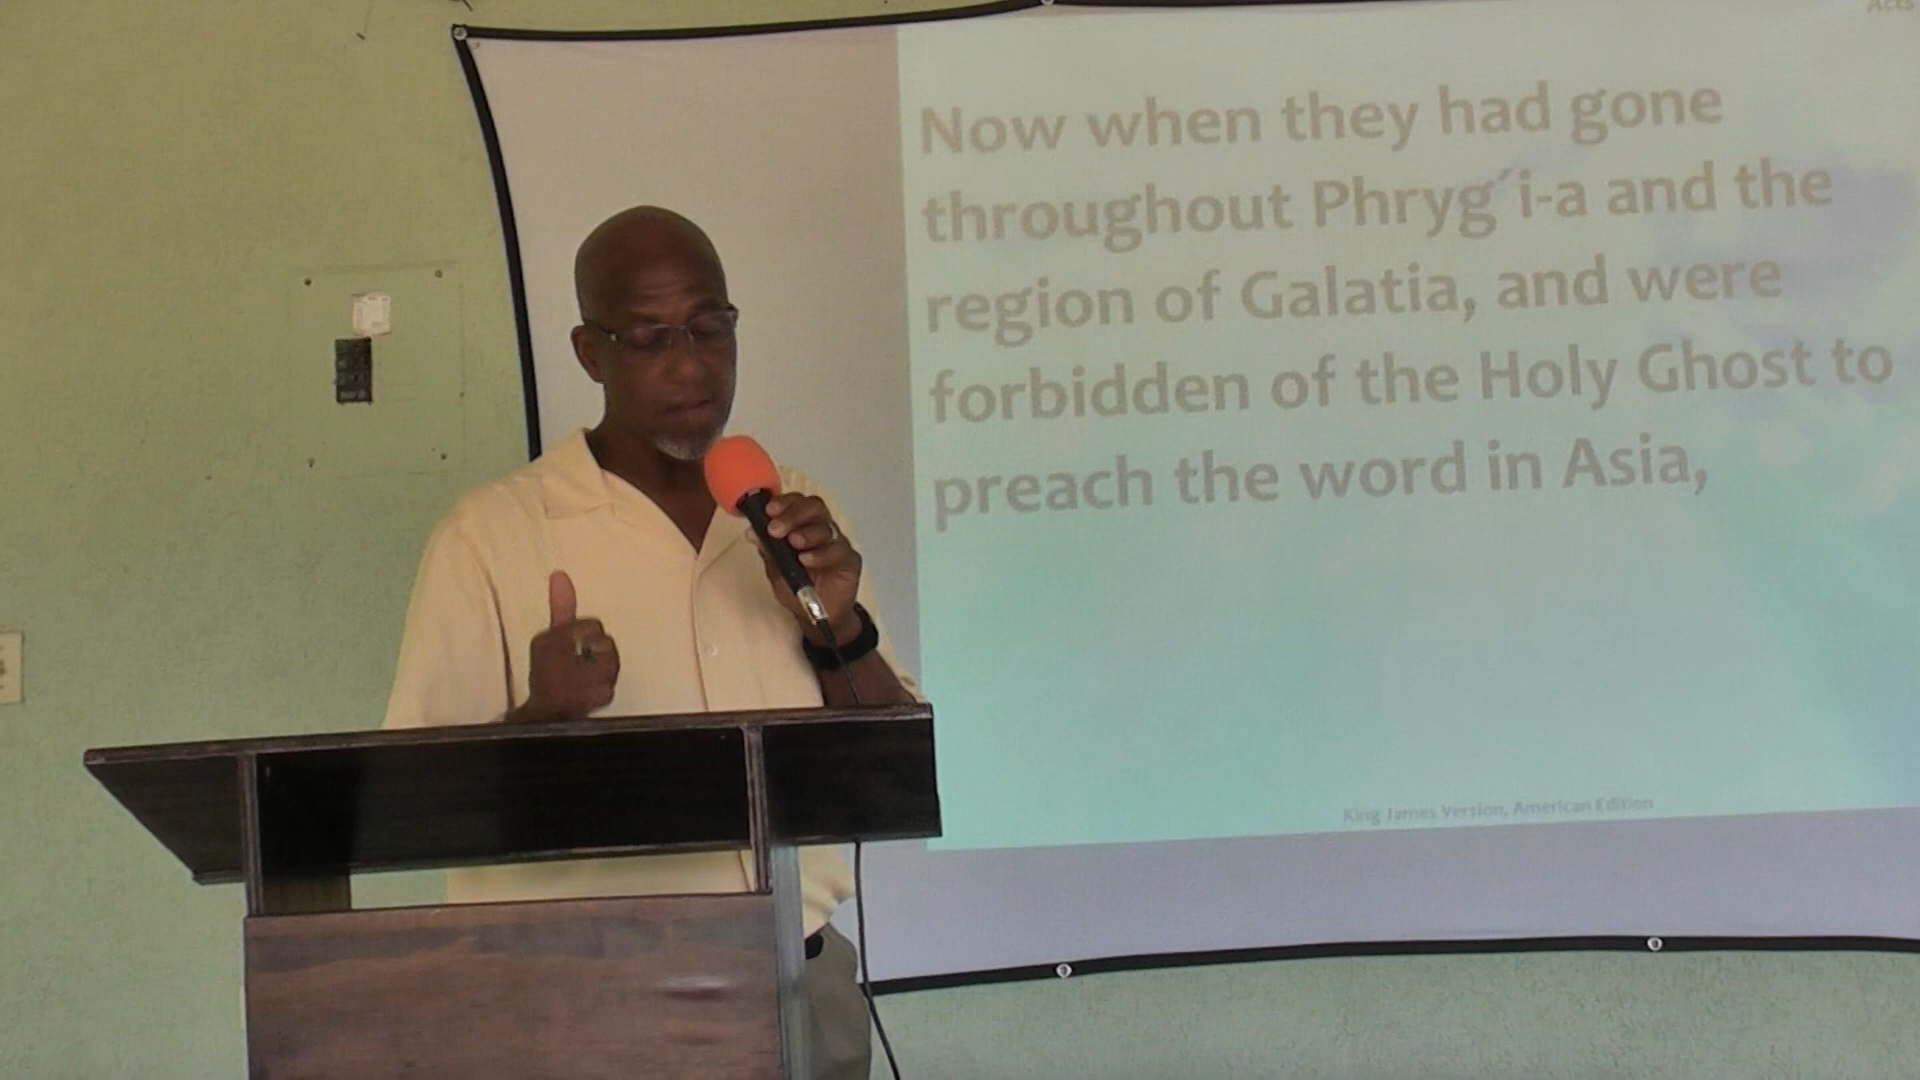 Acts
Now when they had gone
throughout Phryg´i-a and the
region of Galatia, and were
forbidden of the Holy Ghost to
preach the word in Asia,
King James Version, American Edition